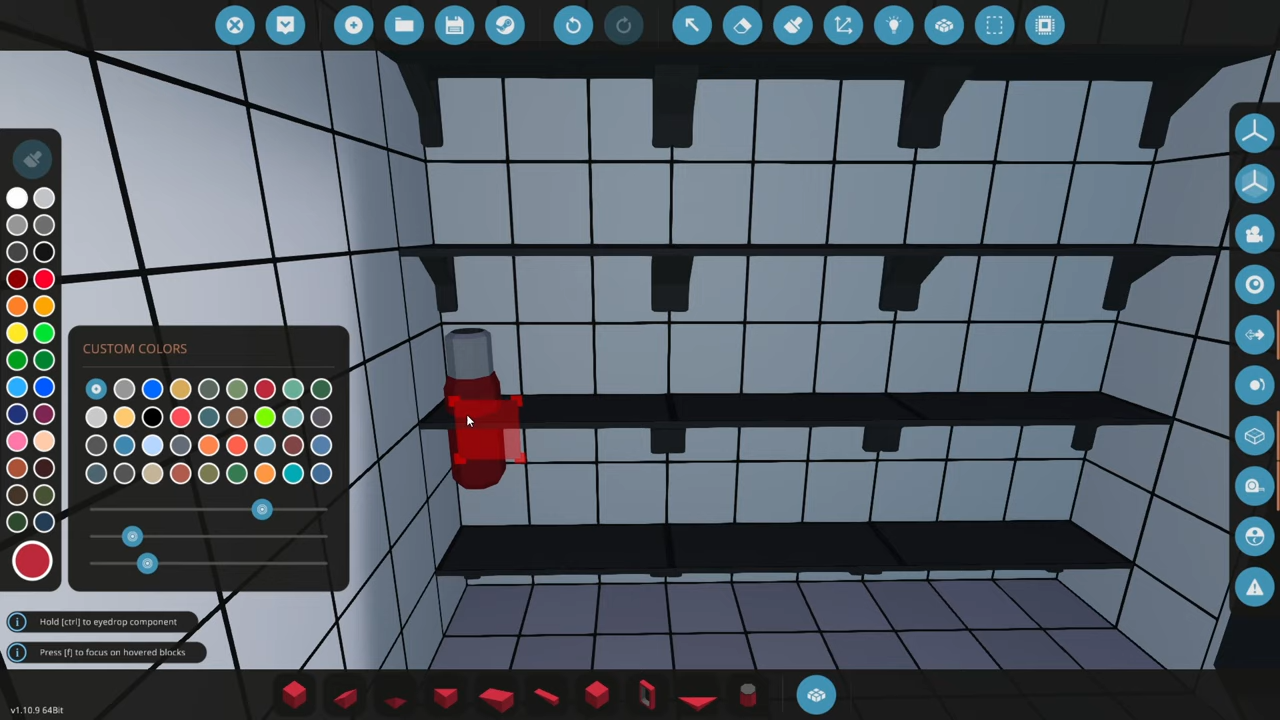 CUSTOM COLORS
Hold [ctrl] to eyedrop component
Press [f] to focus on hovered blocks
v1.10.9 64Bit